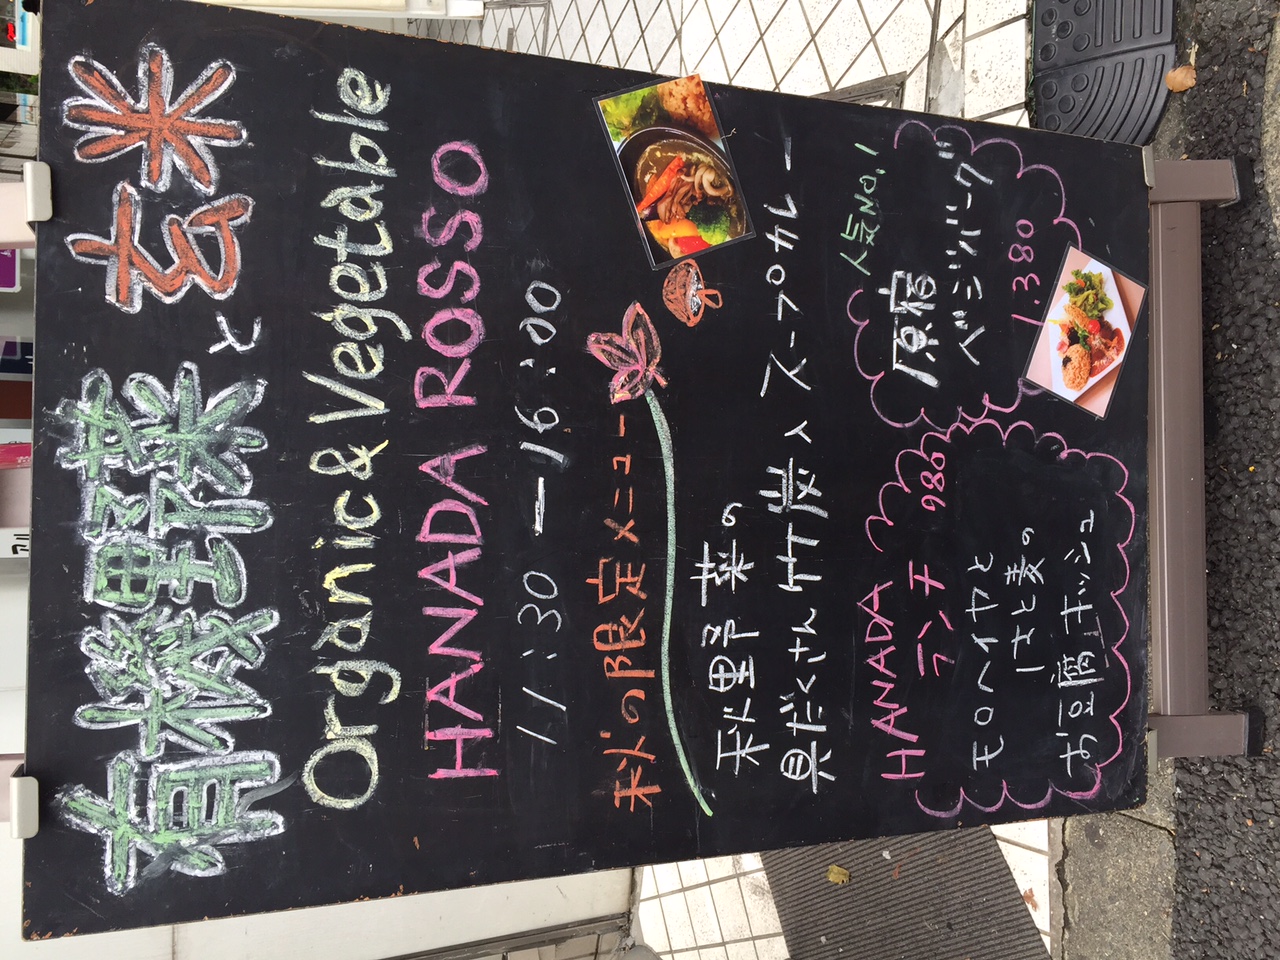 有機野菜と玄米
Organic&Vegetable
HANADA ROSSO
11:30ー16:00
秋の限定メニュー
秋野菜の
具だくさん竹炭入スープカレー
HANADA
ランチ 980
モロヘイヤと
はと麦の
お豆腐キッシュ
人気NO.1
原宿
ベジバーグ
1.380